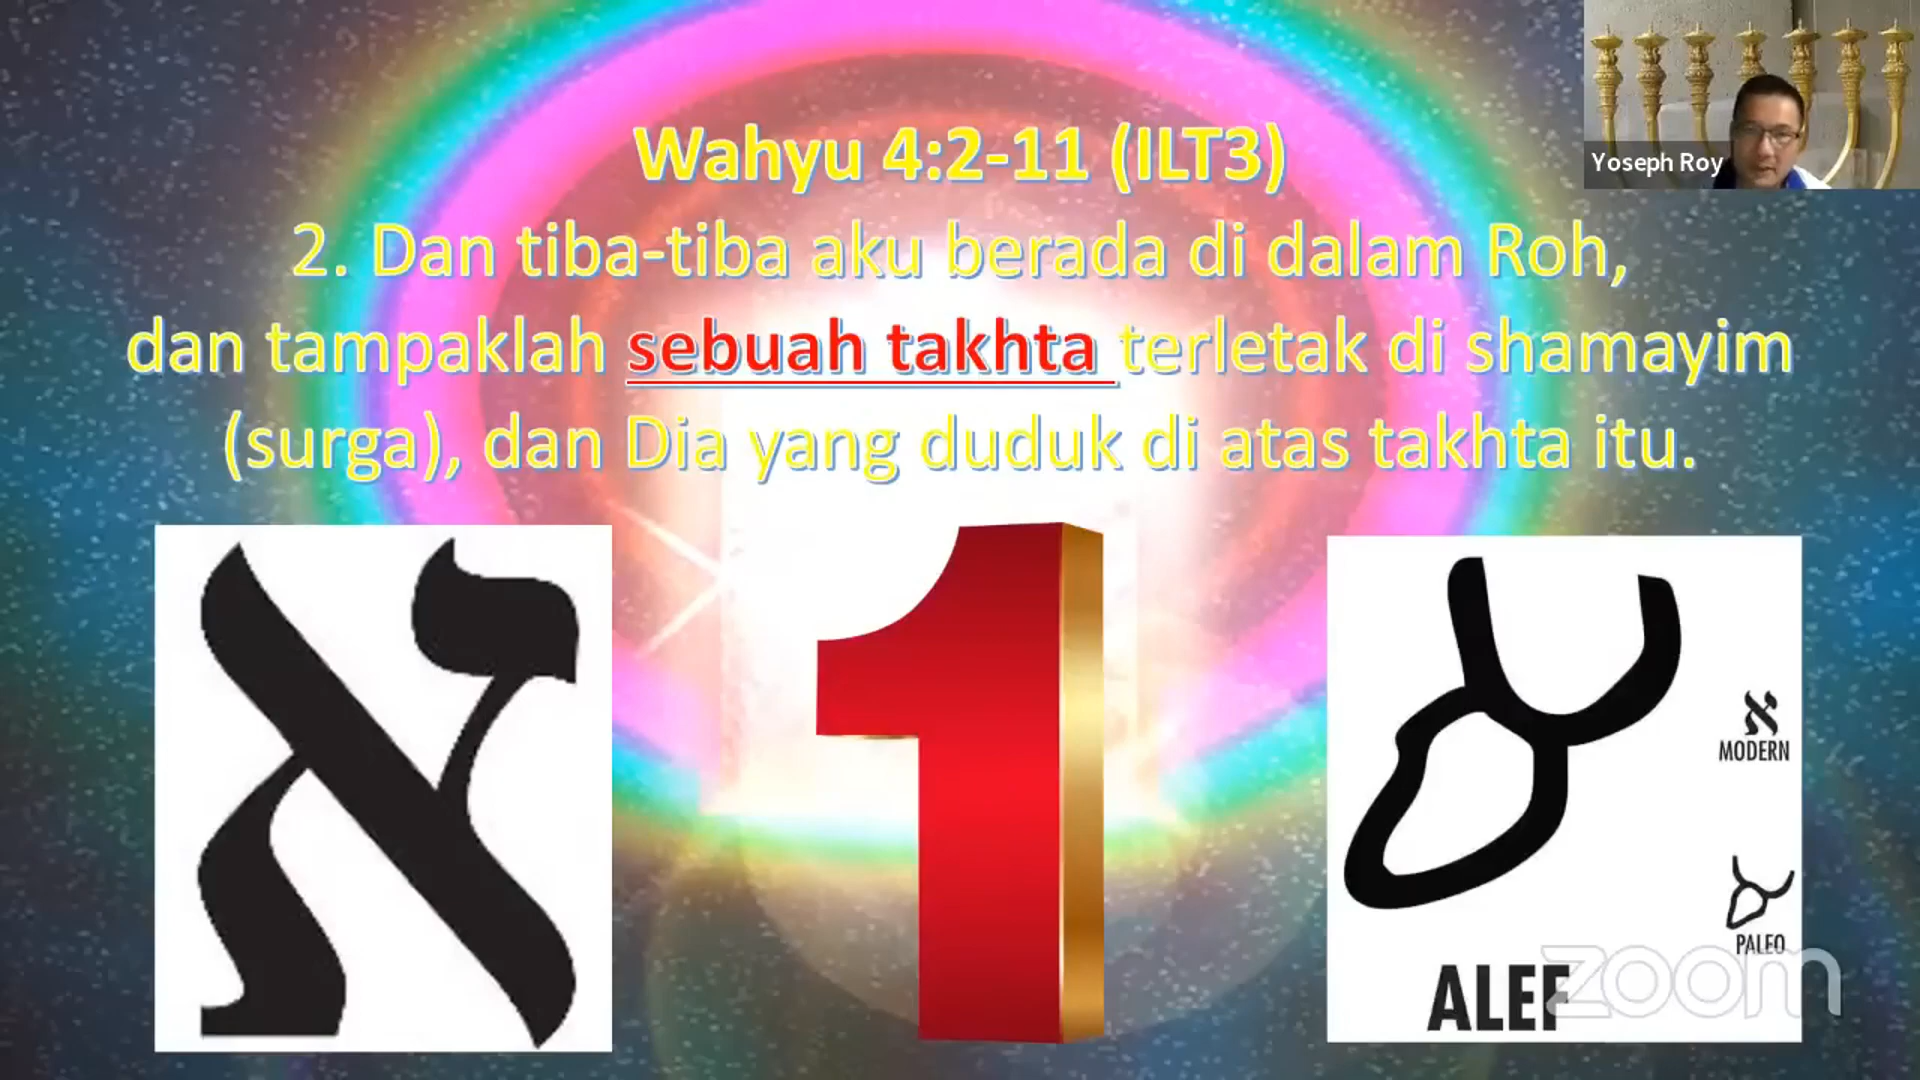 Wahyu 4:2-11 (ILT3)
2. Dan tiba-tiba aku berada di dalam Roh,
dan tampaklah sebuah takhta terletak di shamayim
(surga), dan Dia yang duduk di atas takhta itu.
Yoseph Roy
א
1
א
MODERN
PALEO
ALEF
zoom